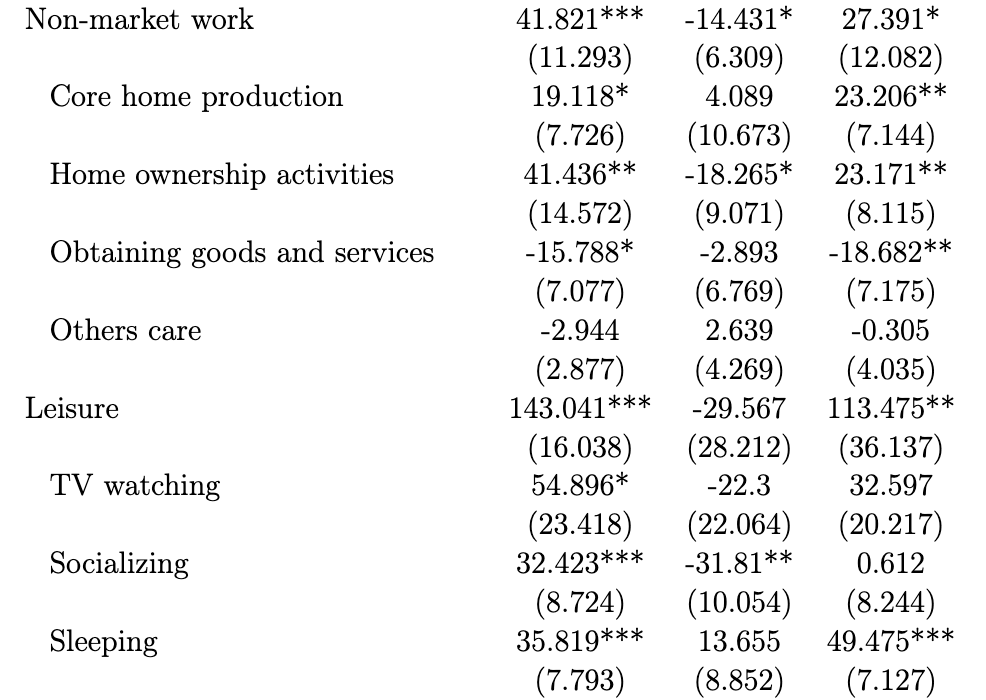 Non-market work 41.821*** -14.431* 27.391*
(11.293) (6.309) (12.082)
Core home production 19.118* 4.089 23.206**
(7.726) (10.673) (7.144)
Home ownership activities 41.436** -18.265* 23.171**
(14.572) (9.071) (8.115)
Obtaining goods and services -15.788* -2.893 -18.682**
(7.077) (6.769) (7.175)
Others care -2.944 2.639 -0.305
(2.877) (4.269) (4.035)
Leisure 143.041*** -29.567 113.475**
(16.038) (28.212) (36.137)
TV watching 54.896* -22.3 32.597
(23.418) (22.064) (20.217)
Socializing 32.423*** -31.81** 0.612
(8.724) (10.054) (8.244)
Sleeping 35.819*** 13.655 49.475***
(7.793) (8.852) (7.127)